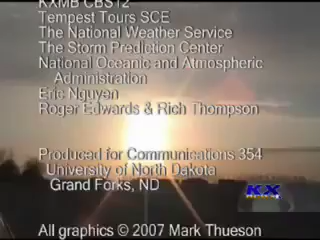 KXMB CBS12
Tempest Tours SCE
The National Weather Service
The Storm Prediction Center
National Oceanic and Atmospheric
Administration
Eric Nguyen
Roger Edwards & Rich Thompson
Produced for Communications 354
University of North Dakota
Grand Forks, ND
KX
All graphics © 2007 Mark Thueson